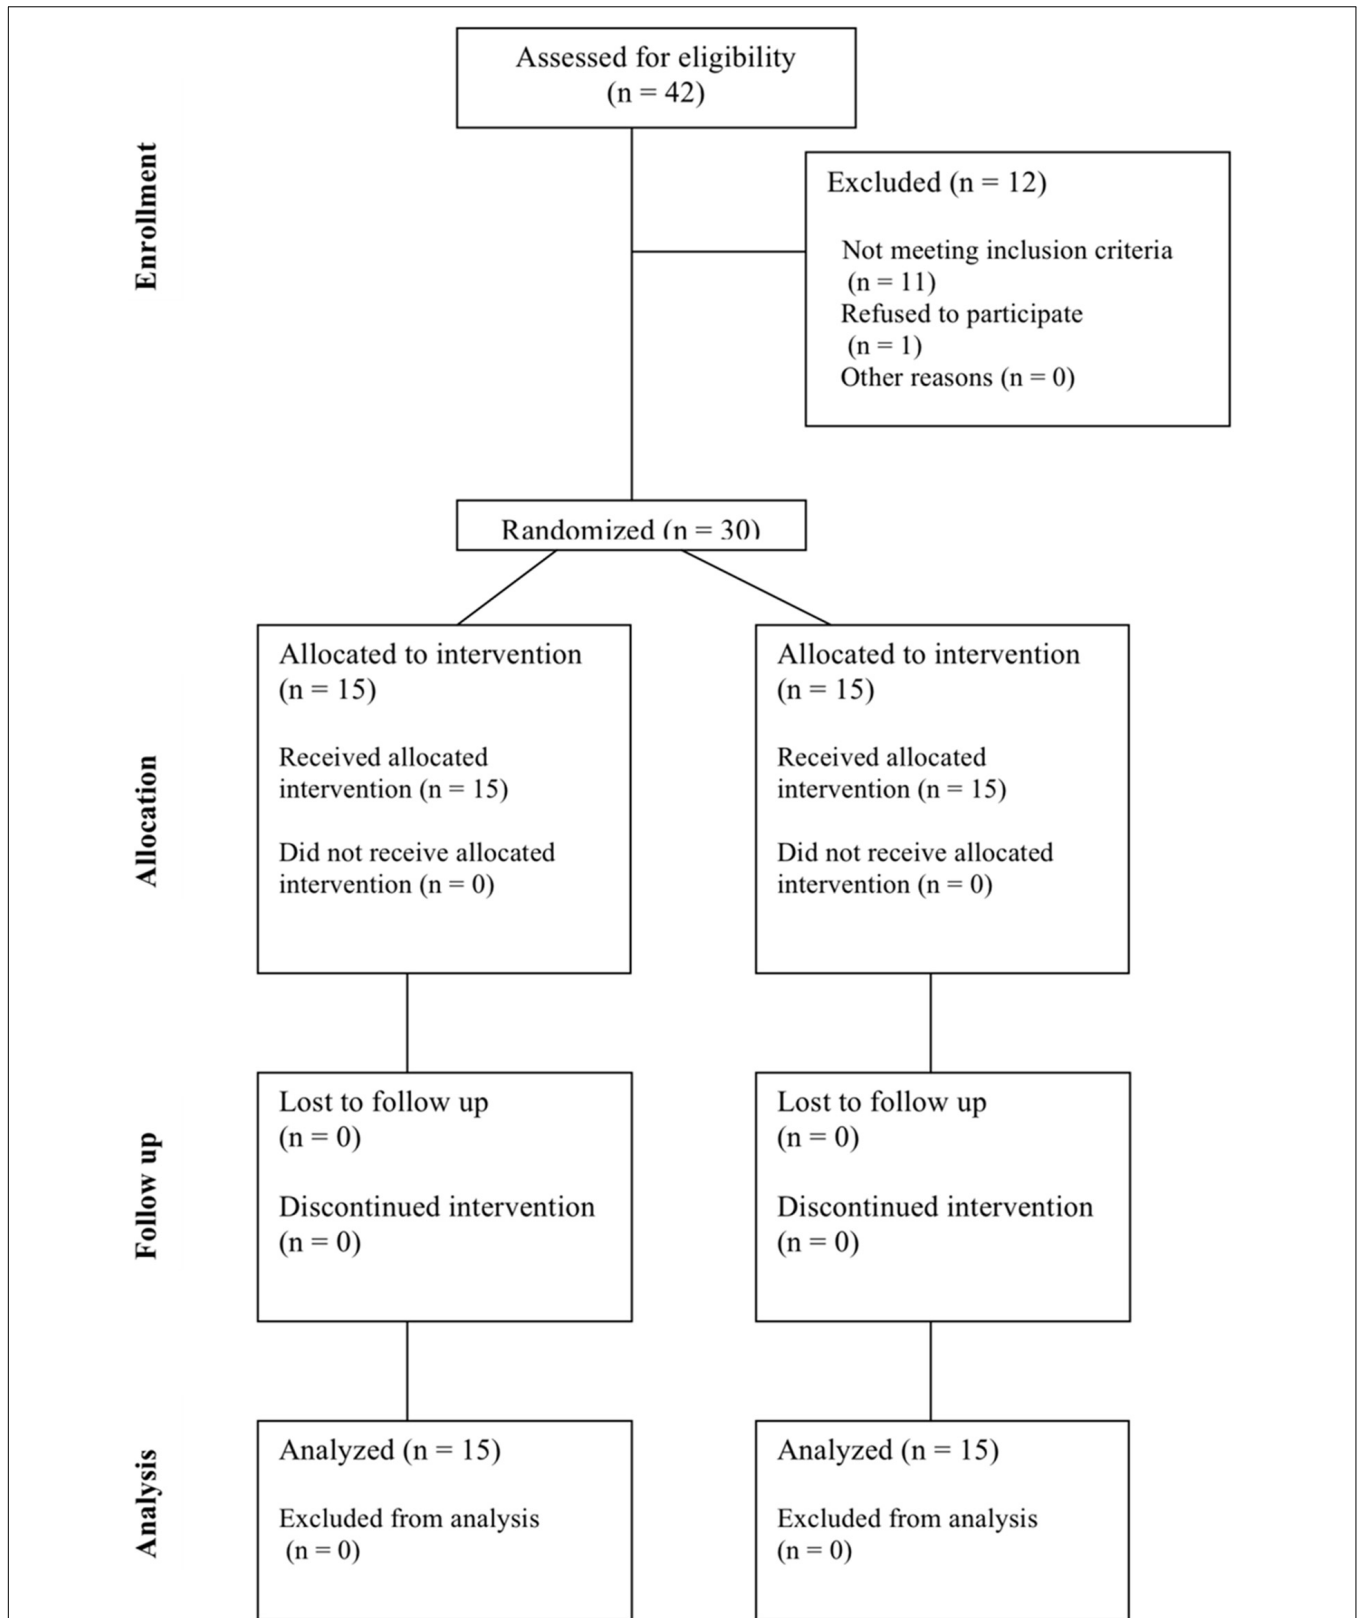 Assessed for eligibility
(n = 42)
Enrollment
Excluded (n = 12)
Not meeting inclusion criteria
(n = 11)
Refused to participate
(n = 1)
Other reasons (n = 0)
Randomized (n = 30)
Allocation
Allocated to intervention
(n = 15)
Received allocated
intervention (n = 15)
Did not receive allocated
intervention (n = 0)
Allocated to intervention
(n = 15)
Received allocated
intervention (n = 15)
Did not receive allocated
intervention (n = 0)
Follow up
Lost to follow up
(n = 0)
Discontinued intervention
(n = 0)
Lost to follow up
(n = 0)
Discontinued intervention
(n = 0)
Analysis
Analyzed (n = 15)
Excluded from analysis
(n = 0)
Analyzed (n = 15)
Excluded from analysis
(n = 0)